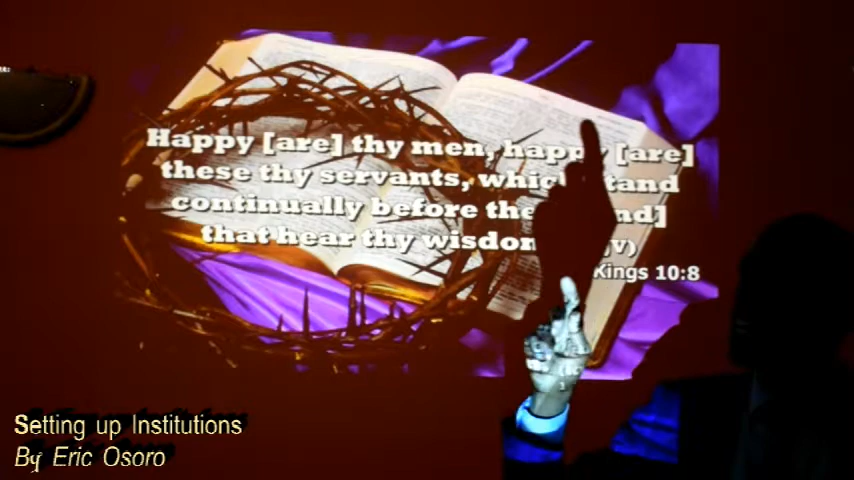 Happy [are] thy men, happy [are]
these thy servants, which stand
continually before the
that hear thy wisdom
Kings 10:8
Setting up Institutions
By Eric Osoro